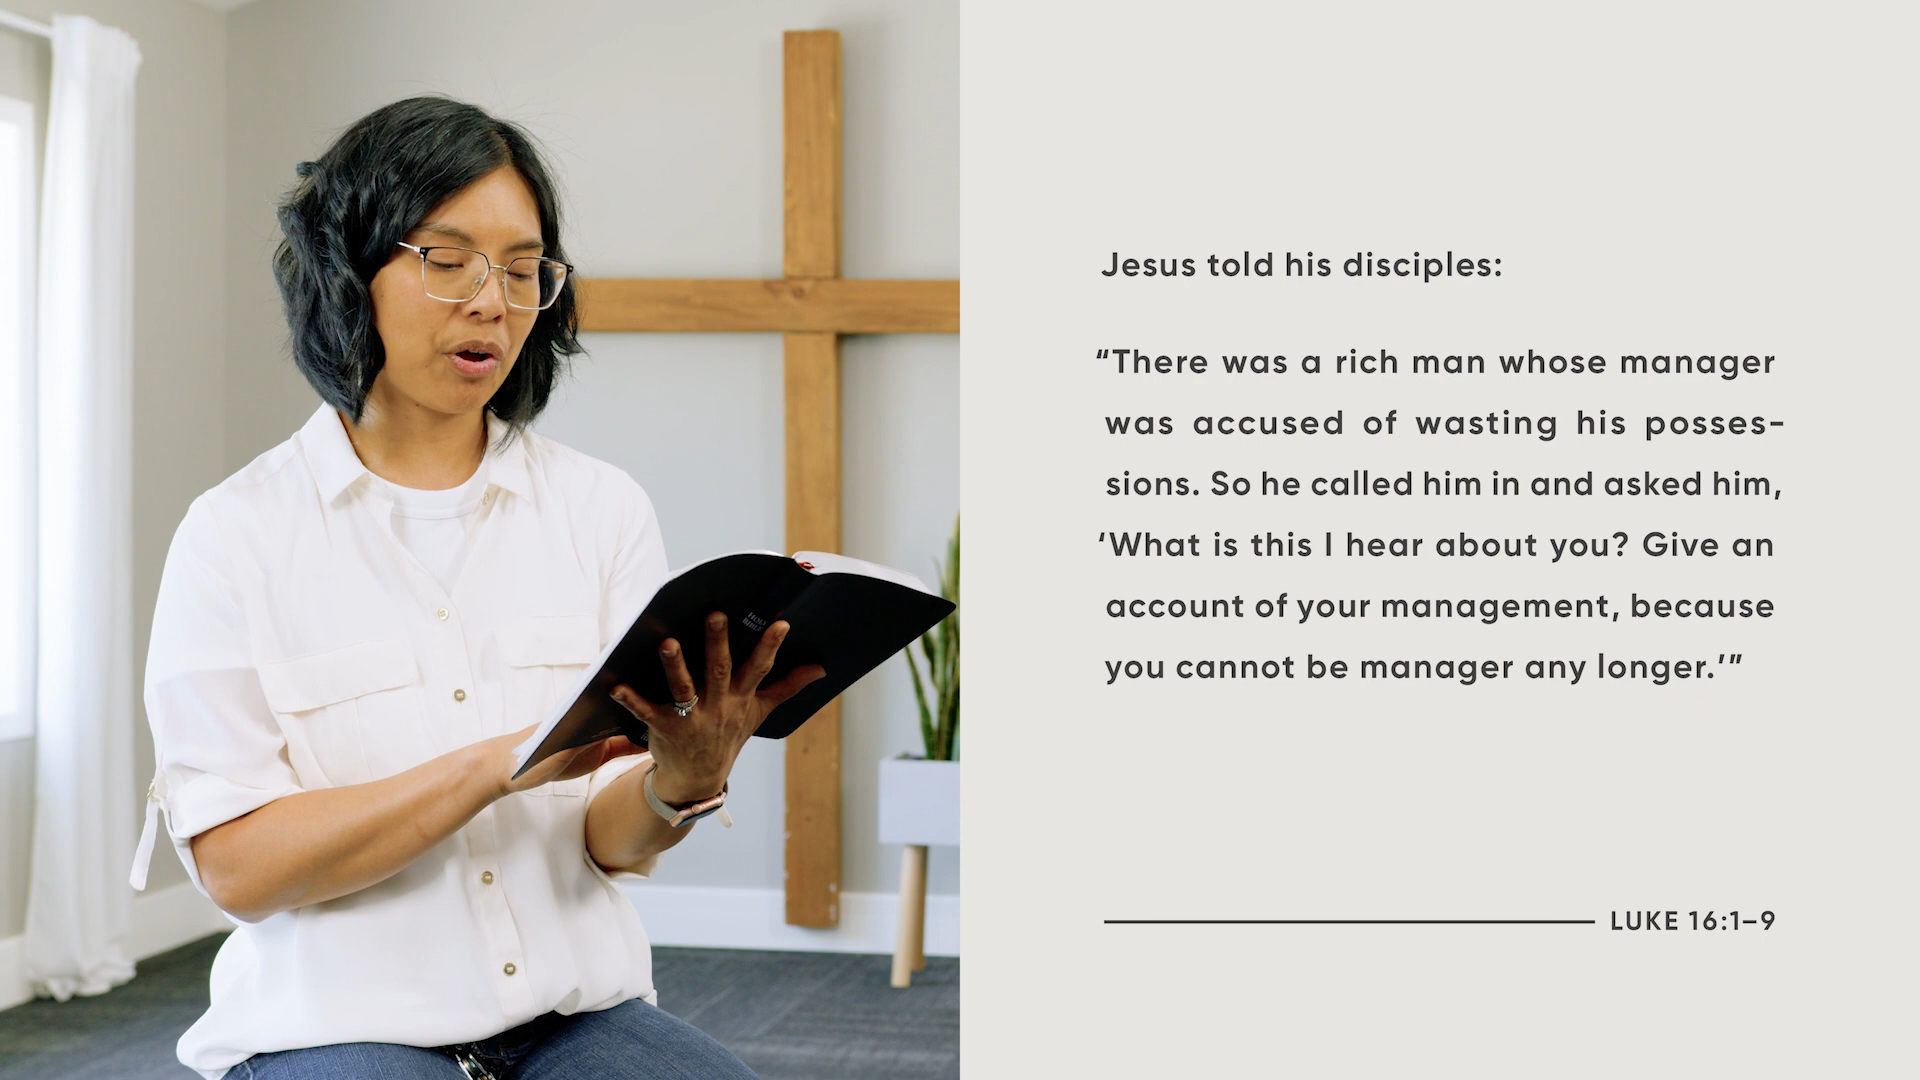 HOLY
BIBLE
Jesus told his disciples:
“There was a rich man whose manager
was accused of wasting his posses-
sions. So he called him in and asked him,
‘What is this I hear about you? Give an
account of your management, because
you cannot be manager any longer.’”
LUKE 16:1–9